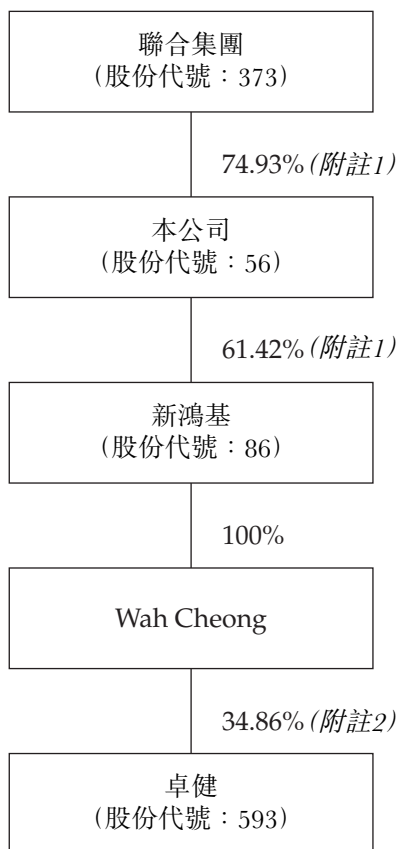 聯合集團
(股份代號：373)
74.93% (附註1)
本公司
(股份代號：56)
61.42% (附註1)
新鴻基
(股份代號：86)
100%
Wah Cheong
34.86% (附註2)
卓健
(股份代號：593)